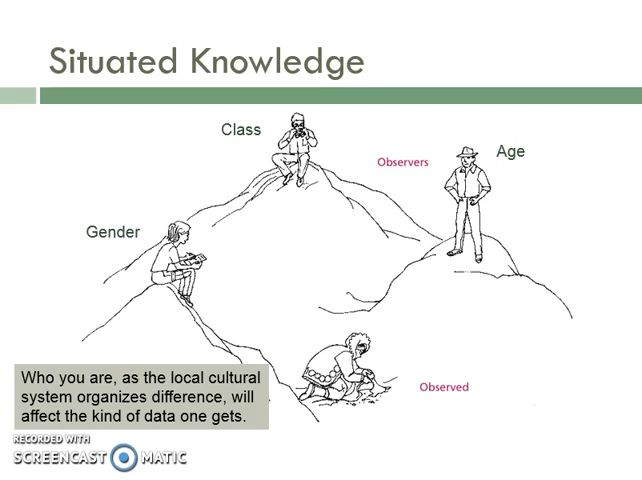 Situated Knowledge
Class
Observers
Age
Gender
Observed
Who you are, as the local cultural
system organizes difference, will
affect the kind of data one gets.
RECORDED WITH
SCREENCAST MATIC